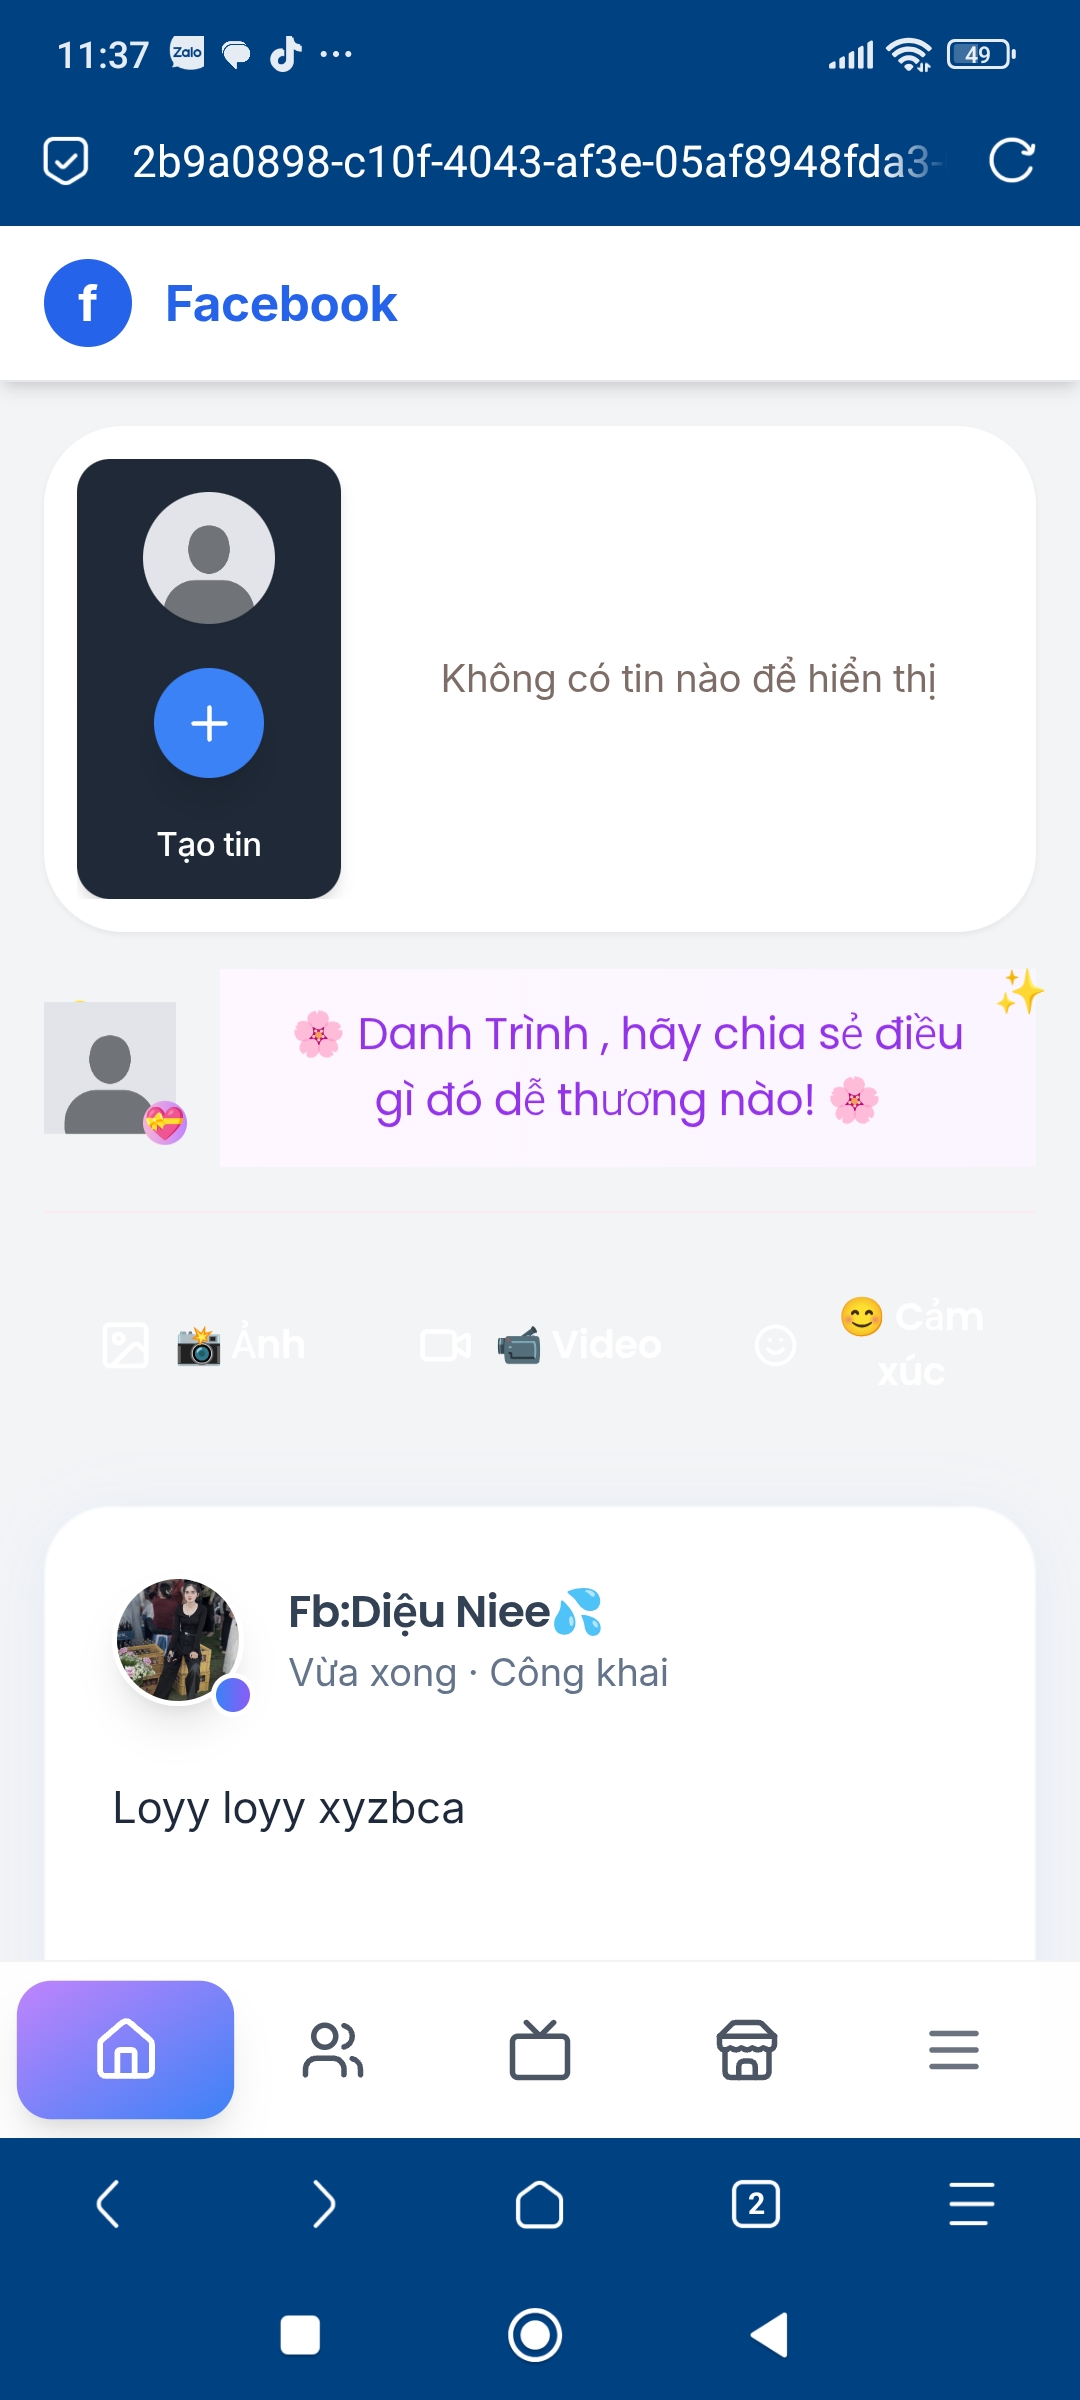 11:37 Zalo 49
2b9a0898-c10f-4043-af3e-05af8948fda3-
f Facebook
Không có tin nào để hiển thị
Tạo tin
🌸 Danh Trình , hãy chia sẻ điều
gì đó dễ thương nào! 🌸
📸 Ảnh
📹 Video
😊 Cảm
xúc
Fb:Diệu Niee💦
Vừa xong · Công khai
Loyy loyy xyzbca
2